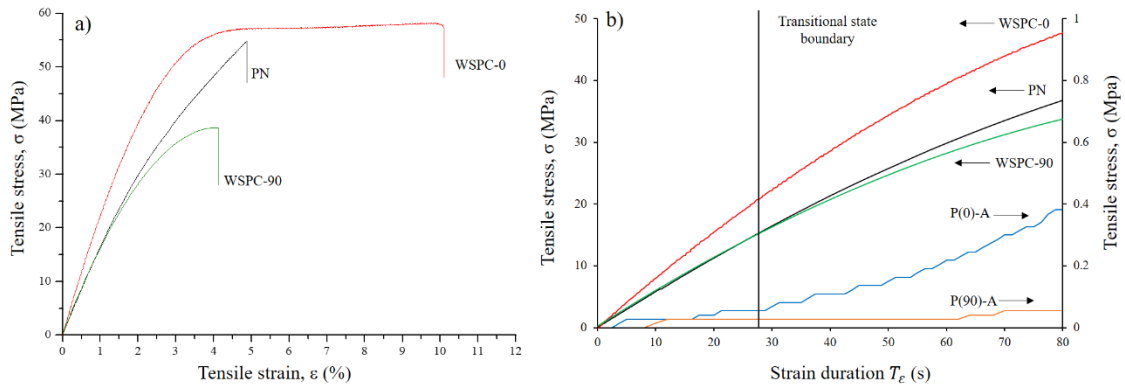 a)
Tensile stress, σ (MPa)
60
50
40
30
20
10
0
WSPC-0
PN
WSPC-90
0 1 2 3 4 5 6 7 8 9 10 11 12
Tensile strain, ε (%)
b)
Tensile stress, σ (MPa)
50
40
30
20
10
0
Transitional state
boundary
WSPC-0
PN
WSPC-90
P(0)-A
P(90)-A
1
0.8
0.6
0.4
0.2
0
Tensile stress, σ (Mpa)
0 10 20 30 40 50 60 70 80
Strain duration Tε (s)